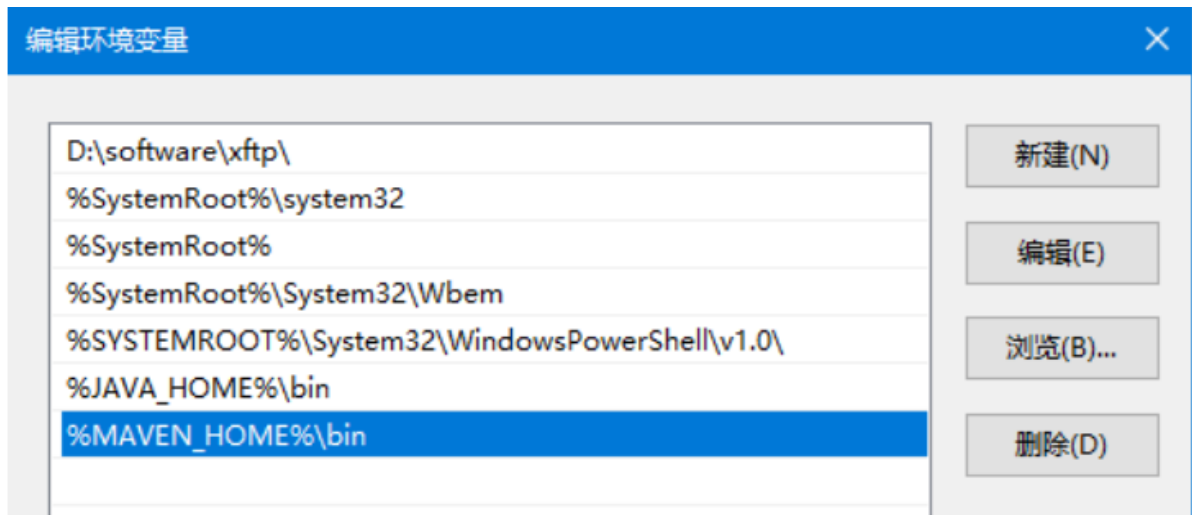 编辑环境变量
D:\software\xftp\
新建(N)
%SystemRoot%\system32
%SystemRoot%
编辑(E)
%SystemRoot%\System32\Wbem
%SYSTEMROOT%\System32\WindowsPowerShell\v1.0\
浏览(B)...
%JAVA_HOME%\bin
%MAVEN_HOME%\bin
删除(D)